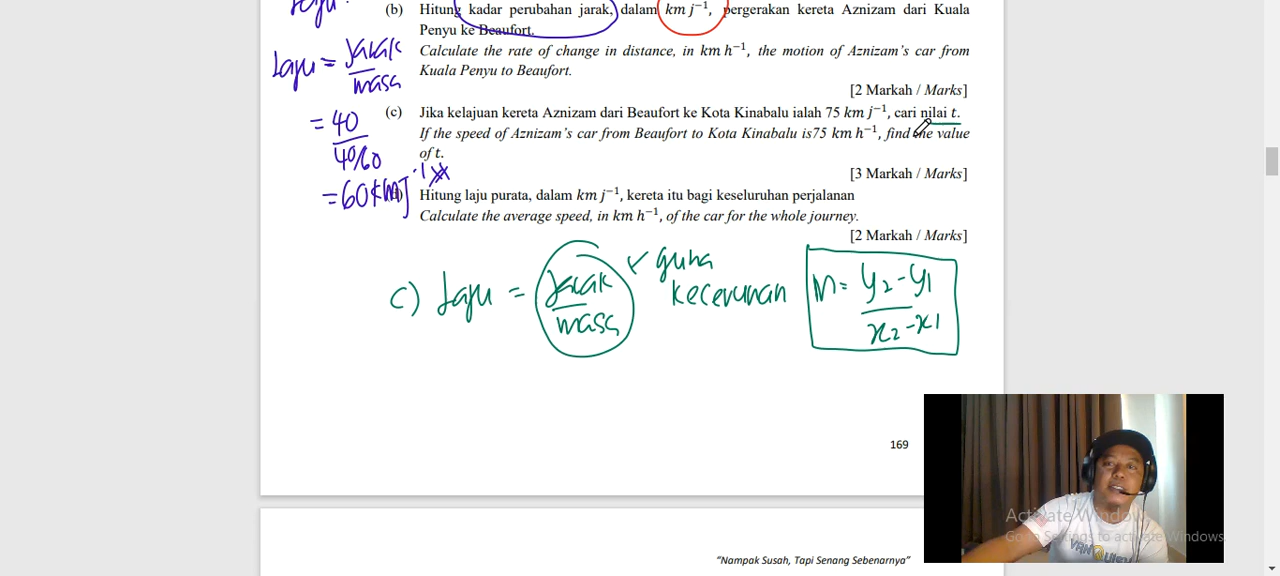 (b) Hitung kadar perubahan jarak, dalam km j⁻¹, pergerakan kereta Aznizam dari Kuala
Penyu ke Beaufort.
Calculate the rate of change in distance, in km h⁻¹, the motion of Aznizam's car from
Kuala Penyu to Beaufort.
[2 Markah / Marks]
Laju = Jarak / masa
= 40 / 40/60
= 60 kmj⁻¹
(c) Jika kelajuan kereta Aznizam dari Beaufort ke Kota Kinabalu ialah 75 km j⁻¹, cari nilai t.
If the speed of Aznizam's car from Beaufort to Kota Kinabalu is75 km h⁻¹, find the value
of t.
[3 Markah / Marks]
Hitung laju purata, dalam km j⁻¹, kereta itu bagi keseluruhan perjalanan
Calculate the average speed, in km h⁻¹, of the car for the whole journey.
[2 Markah / Marks]
c) Laju = Jarak / masa
guna
kecerunan
m = y₂ - y₁ / x₂ - x₁
169
Activate Windows
Go to Settings to activate Windows
"Nampak Susah, Tapi Senang Sebenarnya"